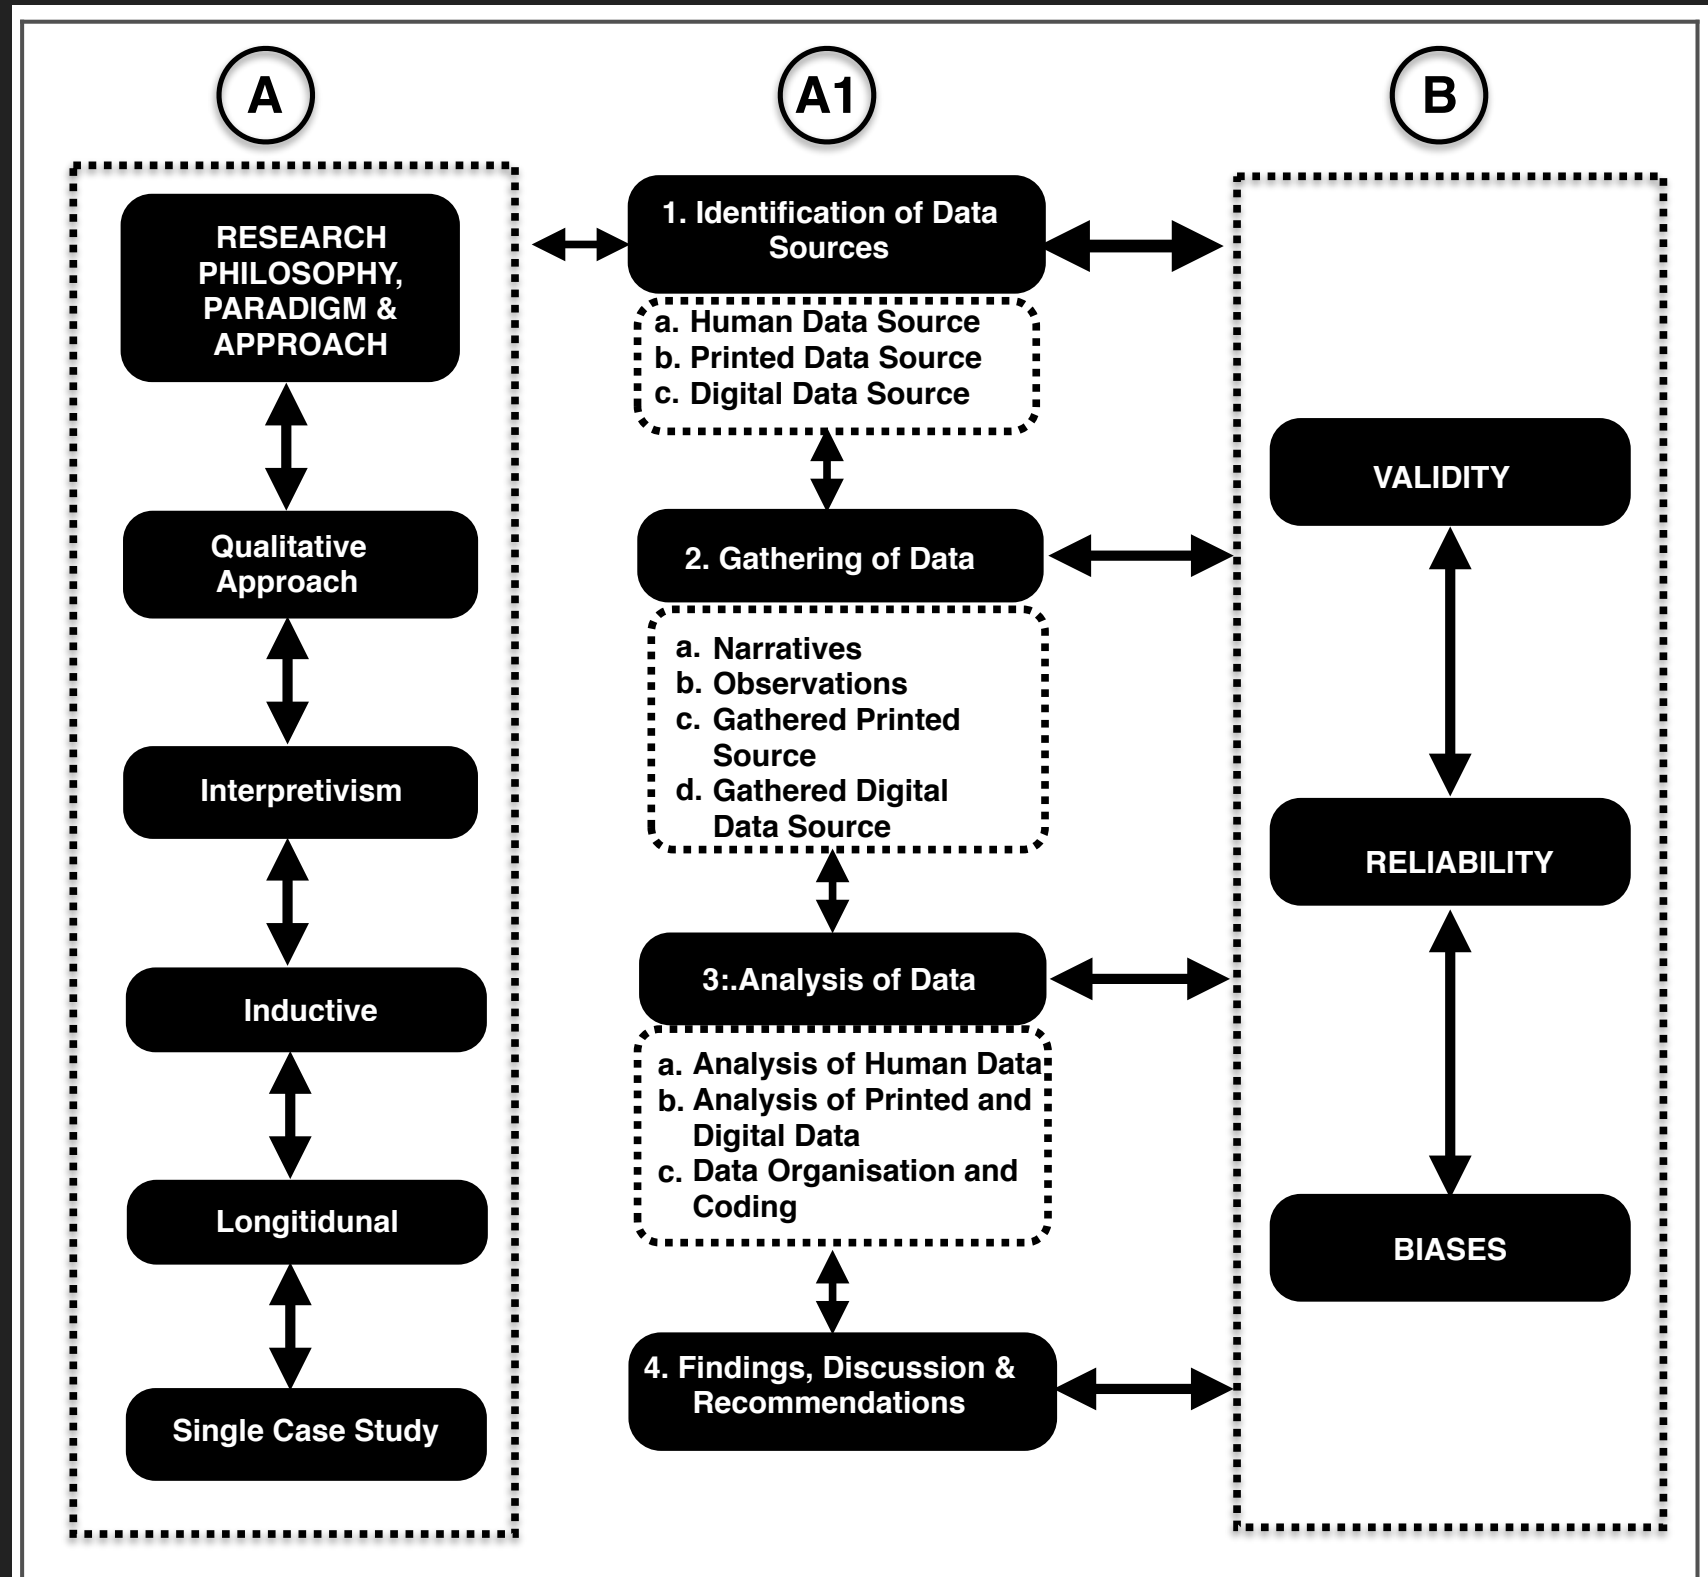 A
A1
B
RESEARCH
PHILOSOPHY,
PARADIGM &
APPROACH
Qualitative
Approach
Interpretivism
Inductive
Longitidunal
Single Case Study
1. Identification of Data
Sources
a. Human Data Source
b. Printed Data Source
c. Digital Data Source
2. Gathering of Data
a. Narratives
b. Observations
c. Gathered Printed
Source
d. Gathered Digital
Data Source
3:.Analysis of Data
a. Analysis of Human Data
b. Analysis of Printed and
Digital Data
c. Data Organisation and
Coding
4. Findings, Discussion &
Recommendations
VALIDITY
RELIABILITY
BIASES